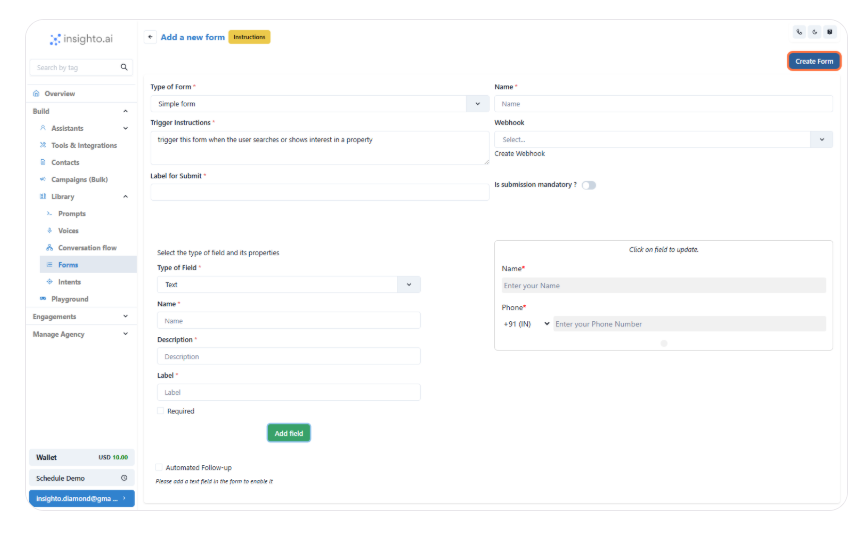 insighto.ai
Search by tag
Overview
Build
Assistants
Tools & Integrations
Contacts
Campaigns (Bulk)
Library
Prompts
Voices
Conversation flow
Forms
Intents
Playground
Engagements
Manage Agency
Wallet USD 10.00
Schedule Demo
insighto.diamond@gma ...
Add a new form Instructions
Create Form
Type of Form *
Simple form
Name *
Name
Trigger Instructions *
trigger this form when the user searches or shows interest in a property
Webhook
Select...
Create Webhook
Label for Submit *
Is submission mandatory ?
Select the type of field and its properties
Type of Field *
Text
Name *
Name
Description *
Description
Label *
Label
Required
Add field
Automated Follow-up
Please add a text field in the form to enable it
Click on field to update.
Name*
Enter your Name
Phone*
+91 (IN) Enter your Phone Number